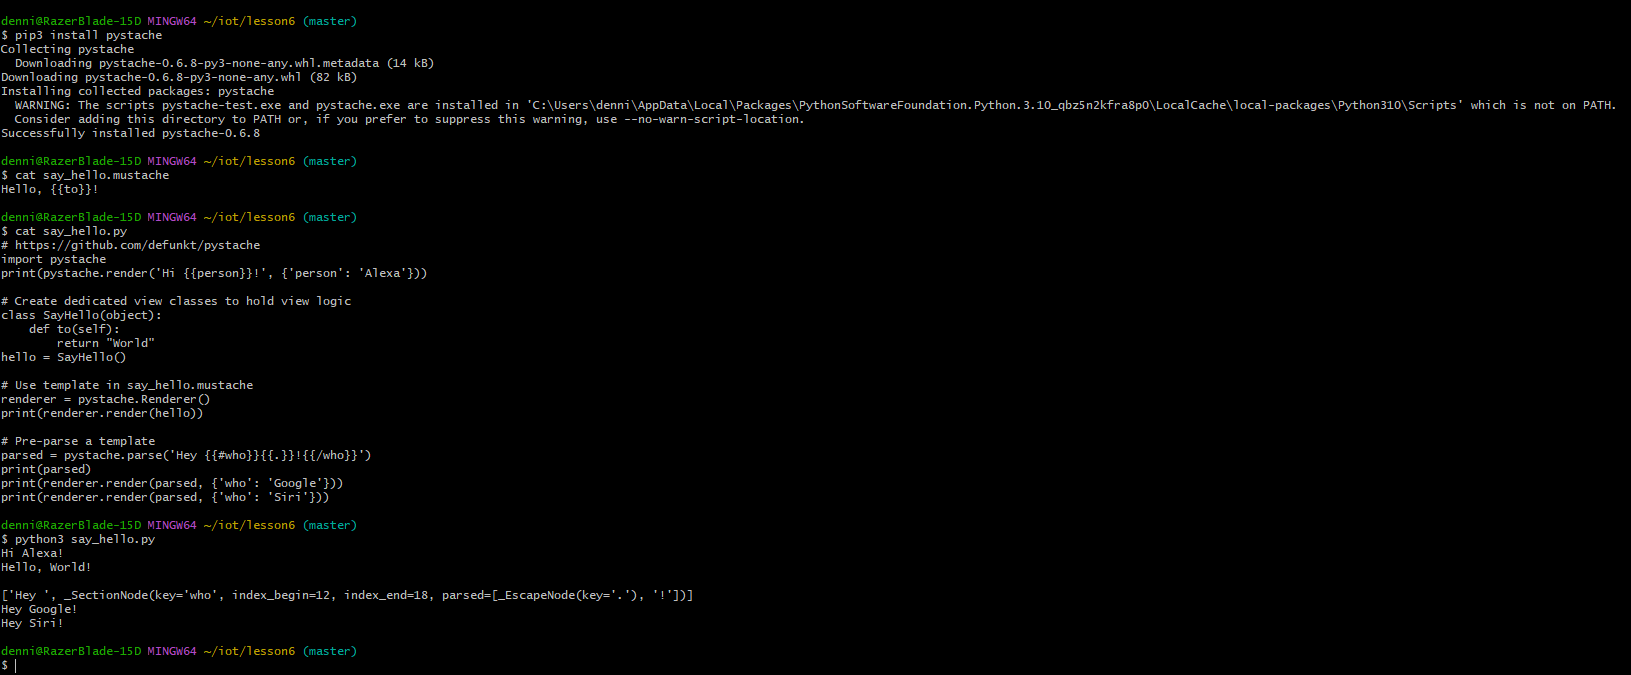 denni@RazerBlade-15D MINGW64 ~/iot/lesson6 (master)
$ pip3 install pystache
Collecting pystache
  Downloading pystache-0.6.8-py3-none-any.whl.metadata (14 kB)
Downloading pystache-0.6.8-py3-none-any.whl (82 kB)
Installing collected packages: pystache
  WARNING: The scripts pystache-test.exe and pystache.exe are installed in 'C:\Users\denni\AppData\Local\Packages\PythonSoftwareFoundation.Python.3.10_qbz5n2kfra8p0\LocalCache\local-packages\Python310\Scripts' which is not on PATH.
  Consider adding this directory to PATH or, if you prefer to suppress this warning, use --no-warn-script-location.
Successfully installed pystache-0.6.8

denni@RazerBlade-15D MINGW64 ~/iot/lesson6 (master)
$ cat say_hello.mustache
Hello, {{to}}!

denni@RazerBlade-15D MINGW64 ~/iot/lesson6 (master)
$ cat say_hello.py
# https://github.com/defunkt/pystache
import pystache
print(pystache.render('Hi {{person}}!', {'person': 'Alexa'}))

# Create dedicated view classes to hold view logic
class SayHello(object):
    def to(self):
        return "World"
hello = SayHello()

# Use template in say_hello.mustache
renderer = pystache.Renderer()
print(renderer.render(hello))

# Pre-parse a template
parsed = pystache.parse('Hey {{#who}}{{.}}!{{/who}}')
print(parsed)
print(renderer.render(parsed, {'who': 'Google'}))
print(renderer.render(parsed, {'who': 'Siri'}))

denni@RazerBlade-15D MINGW64 ~/iot/lesson6 (master)
$ python3 say_hello.py
Hi Alexa!
Hello, World!

['Hey ', _SectionNode(key='who', index_begin=12, index_end=18, parsed=[_EscapeNode(key='.'), '!'])]
Hey Google!
Hey Siri!

denni@RazerBlade-15D MINGW64 ~/iot/lesson6 (master)
$